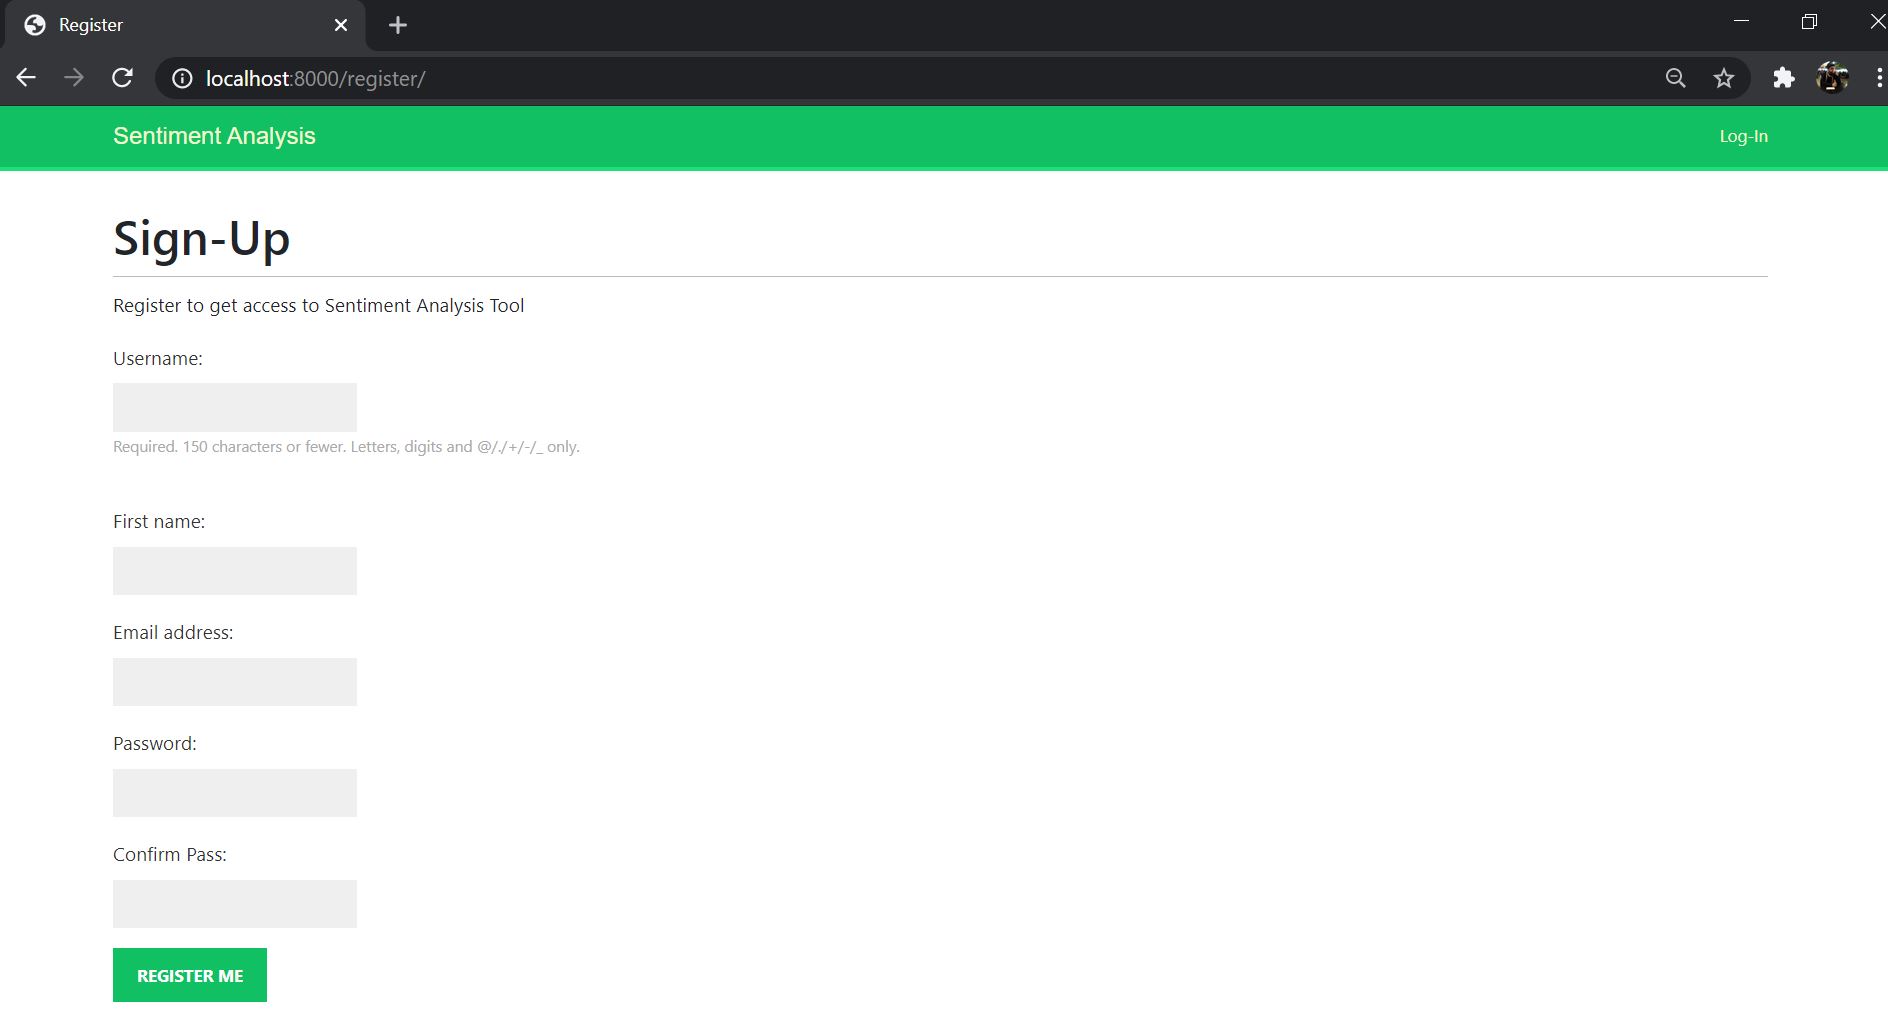 Register
localhost:8000/register/
Sentiment Analysis
Log-In
Sign-Up
Register to get access to Sentiment Analysis Tool
Username:
Required. 150 characters or fewer. Letters, digits and @/./+/-/_ only.
First name:
Email address:
Password:
Confirm Pass:
REGISTER ME